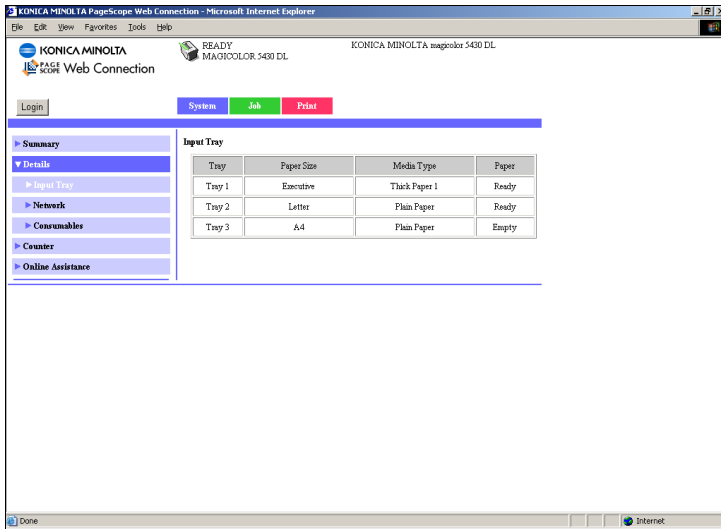 KONICA MINOLTA PageScope Web Connection - Microsoft Internet Explorer
File Edit View Favorites Tools Help
KONICA MINOLTA
PAGE SCOPE Web Connection
READY
MAGICOLOR 5430 DL
KONICA MINOLTA magicolor 5430 DL
Login
System Job Print
Summary
Details
Input Tray
Network
Consumables
Counter
Online Assistance
Input Tray
Tray Paper Size Media Type Paper
Tray 1 Executive Thick Paper 1 Ready
Tray 2 Letter Plain Paper Ready
Tray 3 A4 Plain Paper Empty
Done Internet